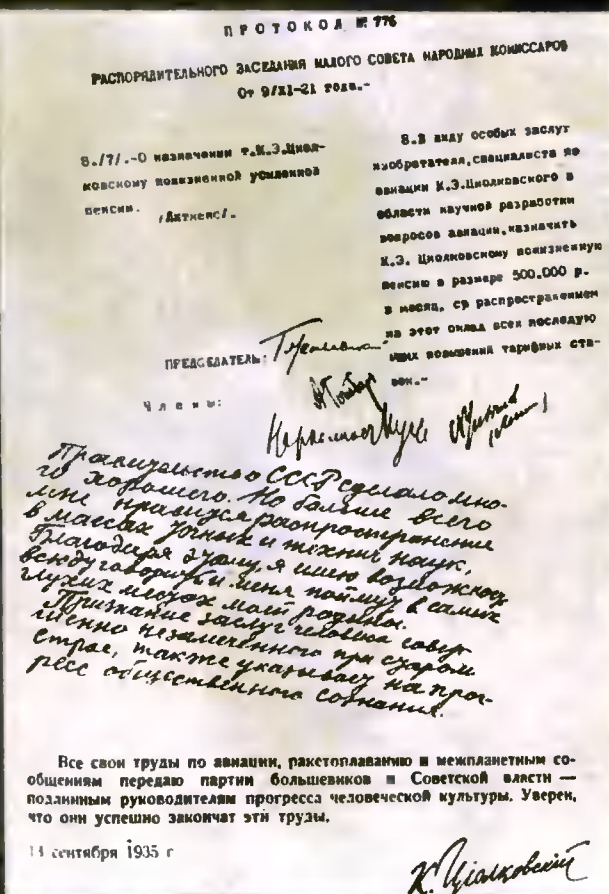 ПРОТОКОЛ № 776
РАСПОРЯДИТЕЛЬНОГО ЗАСЕДАНИЯ МАЛОГО СОВЕТА НАРОДНЫХ КОМИССАРОВ
От 9/XI-21 года.-
8./7/.-О назначении т.К.Э.Циол-
ковскому пожизненной усиленной
пенсии.
8.В виду особых заслуг
изобретателя, специалиста по
авиации К.Э.Циолковского в
области научной разработки
вопросов авиации, назначить
К.Э. Циолковскому пожизненную
пенсию в размере 500.000 р.
в месяц, с распространением
на этот оклад всех последую
щих повышений тарифных ста-
вок.-
ПРЕДСЕДАТЕЛЬ:
Члены:
Правительство СССР сделало мно-
го хорошего. Но больше всего
мне нравится распространение
в массах точных и технич наук.
Благодаря этому я имею возможность
всюду говорить и меня поймут в самых
глухих местах моей родины.
Признание заслуг человека совер
шенно незамеченного при старом
строе, также указывает на прог-
ресс общественного сознания.
Все свои труды по авиации, ракетоплаванию и межпланетным со-
общениям передаю партии большевиков и Советской власти —
подлинным руководителям прогресса человеческой культуры. Уверен,
что они успешно закончат эти труды.
сентября 1935 г
К. Циолковский